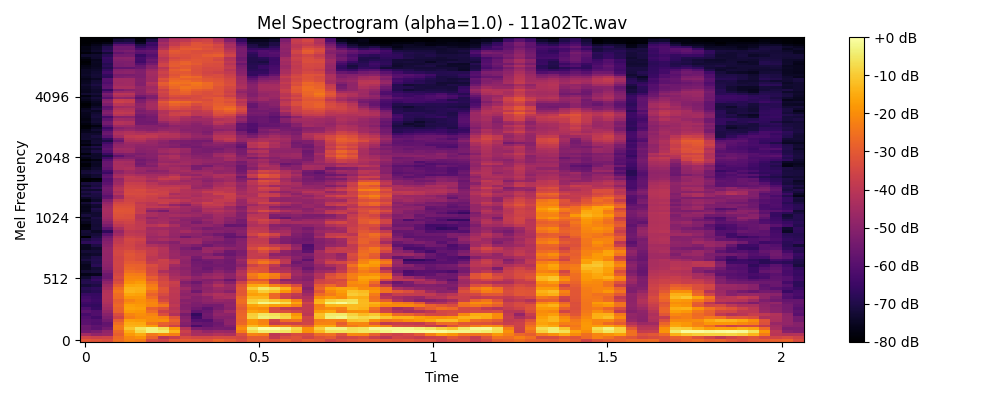 Mel Spectrogram (alpha=1.0) - 11a02Tc.wav
Mel Frequency
4096
2048
1024
512
0
0 0.5 1 1.5 2
Time
+0 dB
-10 dB
-20 dB
-30 dB
-40 dB
-50 dB
-60 dB
-70 dB
-80 dB